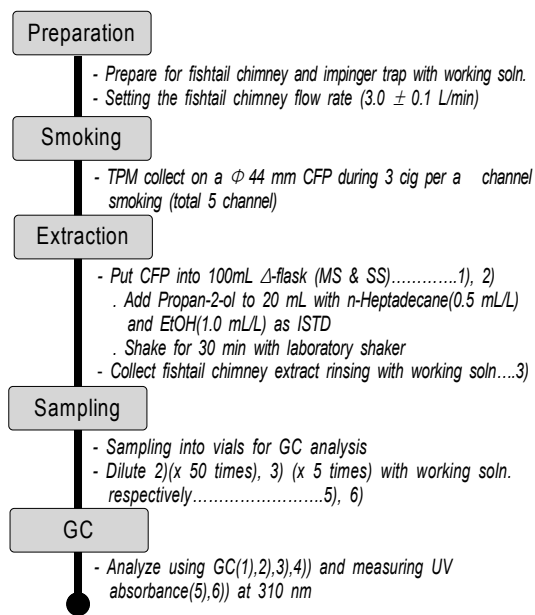 Preparation
- Prepare for fishtail chimney and impinger trap with working soln.
- Setting the fishtail chimney flow rate (3.0 ± 0.1 L/min)
Smoking
- TPM collect on a Φ 44 mm CFP during 3 cig per a channel
smoking (total 5 channel)
Extraction
- Put CFP into 100mL Δ-flask (MS & SS).............1), 2)
. Add Propan-2-ol to 20 mL with n-Heptadecane(0.5 mL/L)
and EtOH(1.0 mL/L) as ISTD
. Shake for 30 min with laboratory shaker
- Collect fishtail chimney extract rinsing with working soln....3)
Sampling
- Sampling into vials for GC analysis
- Dilute 2)(x 50 times), 3) (x 5 times) with working soln.
respectively........................5), 6)
GC
- Analyze using GC(1),2),3),4)) and measuring UV
absorbance(5),6)) at 310 nm